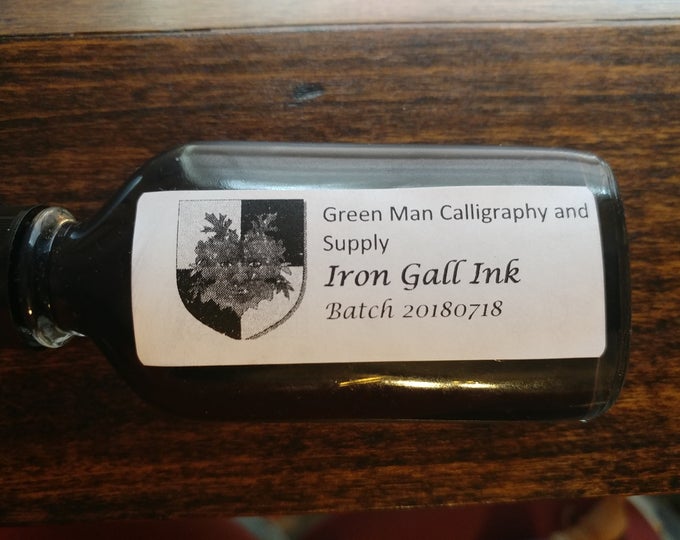 Green Man Calligraphy and
Supply
Iron Gall Ink
Batch 20180718